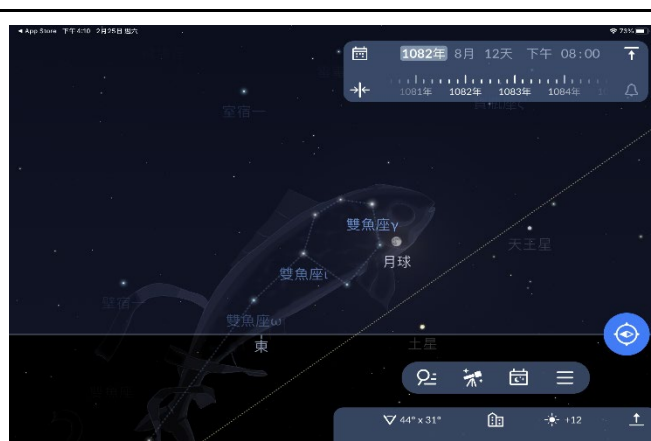 ◀ App Store 下午4:10 2月25日 週六
73%
1082年 8月 12天 下午 08:00
1081年 1082年 1083年 1084年
室宿一
雙魚座γ
月球
天王星
雙魚座ι
壁宿一
雙魚座ω
東
土星
44° x 31°
+12